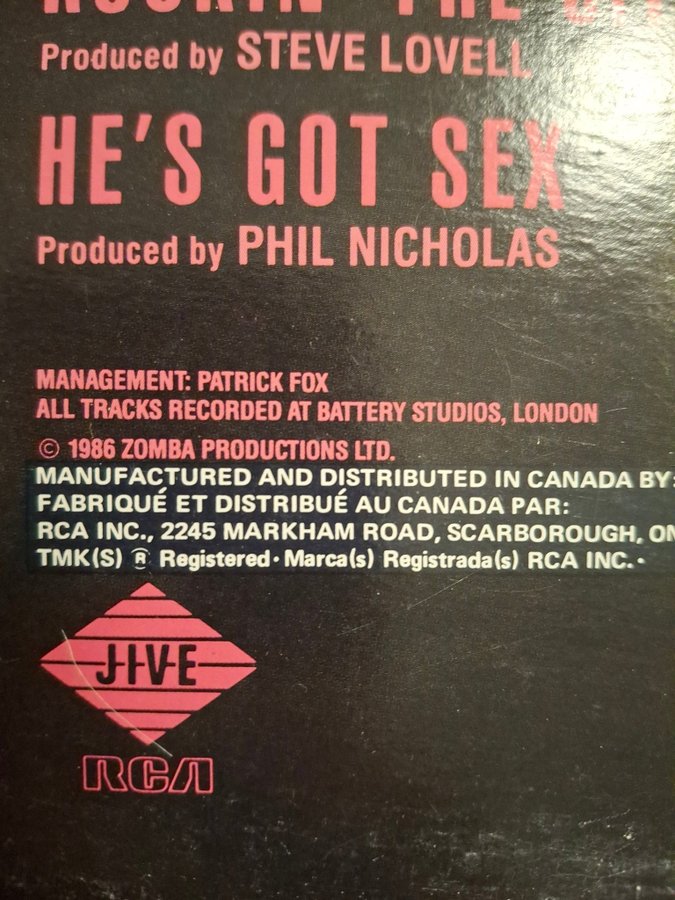 ROCKIN' THE
Produced by STEVE LOVELL
HE'S GOT SEX
Produced by PHIL NICHOLAS
MANAGEMENT: PATRICK FOX
ALL TRACKS RECORDED AT BATTERY STUDIOS, LONDON
© 1986 ZOMBA PRODUCTIONS LTD.
MANUFACTURED AND DISTRIBUTED IN CANADA BY:
FABRIQUÉ ET DISTRIBUÉ AU CANADA PAR:
RCA INC., 2245 MARKHAM ROAD, SCARBOROUGH,
TMK(S) ® Registered • Marca(s) Registrada(s) RCA INC. •
JIVE
RCA